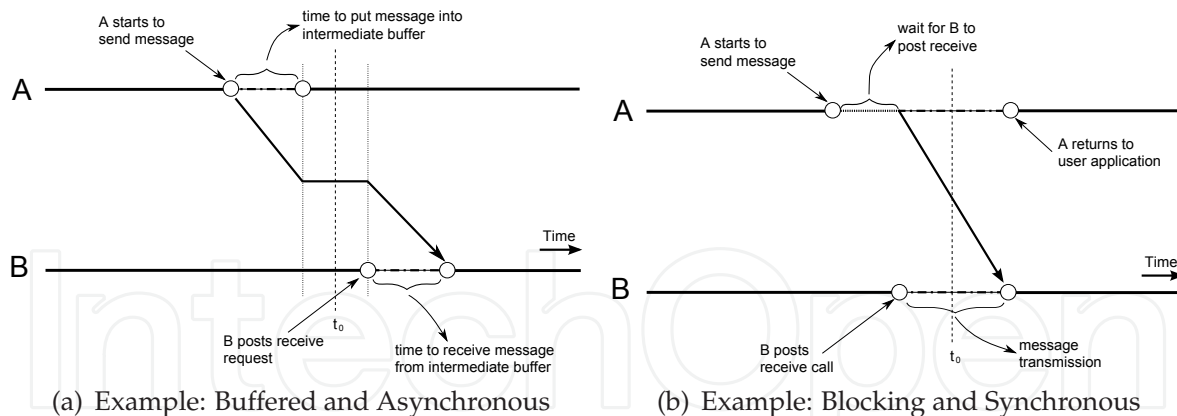 A starts to
send message
time to put message into
intermediate buffer
A
B
Time
t₀
B posts receive
request
time to receive message
from intermediate buffer
(a) Example: Buffered and Asynchronous
A starts to
send message
wait for B to
post receive
A
A returns to
user application
B
Time
B posts
receive call
t₀
message
transmission
(b) Example: Blocking and Synchronous
IntechOpen